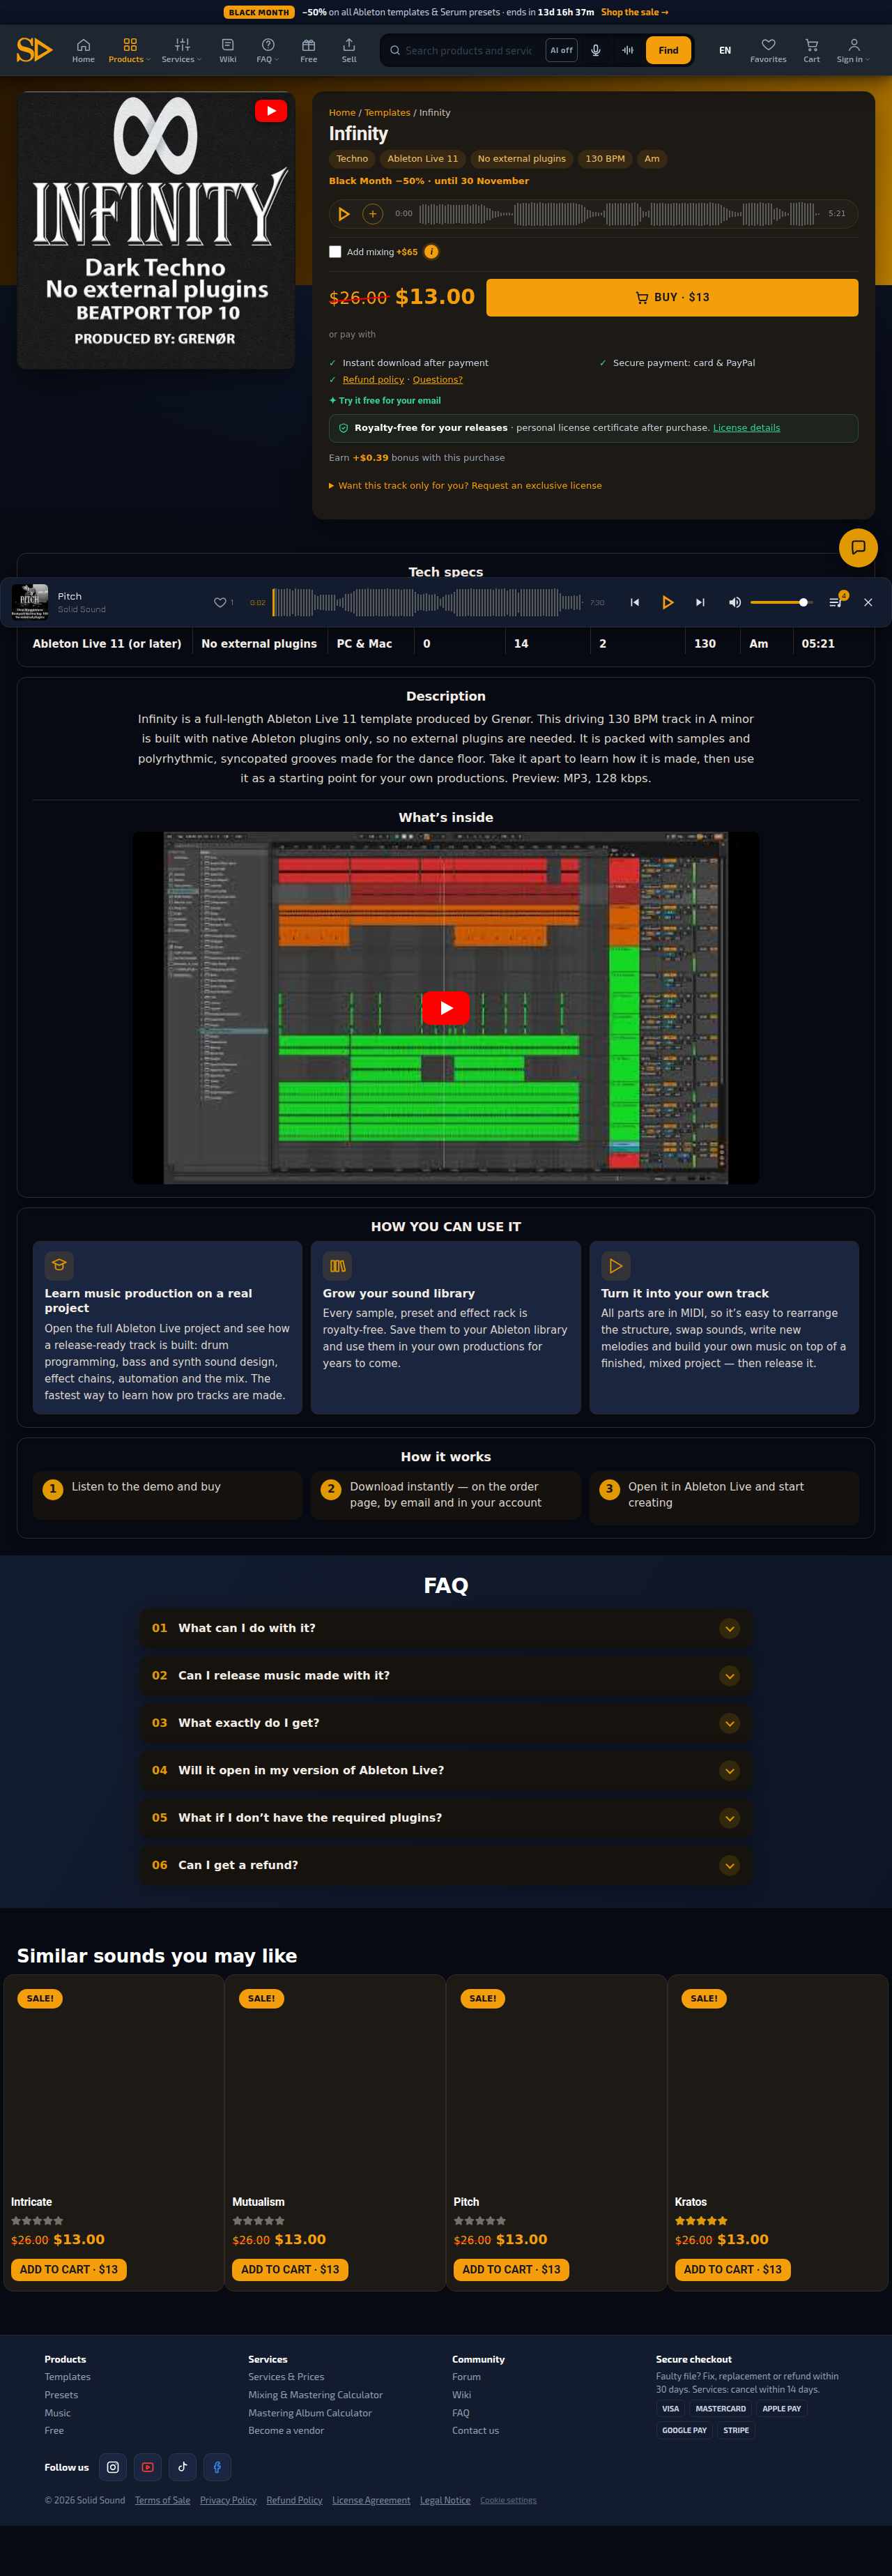 BLACK MONTH −50% on all Ableton templates & Serum presets · ends in 13d 16h 37m Shop the sale →
Home
Products
Services
Wiki
FAQ
Free
Sell
Search products and servic
AI off
Find
EN
Favorites
Cart
Sign in
INFINITY
Dark Techno
No external plugins
BEATPORT TOP 10
PRODUCED BY: GRENØR
Home / Templates / Infinity
Infinity
Techno
Ableton Live 11
No external plugins
130 BPM
Am
Black Month −50% · until 30 November
0:00
5:21
Add mixing +$65
i
$26.00 $13.00
BUY · $13
or pay with
✓ Instant download after payment
✓ Secure payment: card & PayPal
✓ Refund policy · Questions?
✦ Try it free for your email
Royalty-free for your releases · personal license certificate after purchase. License details
Earn +$0.39 bonus with this purchase
▶ Want this track only for you? Request an exclusive license
Tech specs
PITCH
Pitch
Solid Sound
1
0:02
7:30
4
Ableton Live 11 (or later)
No external plugins
PC & Mac
0
14
2
130
Am
05:21
Description
Infinity is a full-length Ableton Live 11 template produced by Grenør. This driving 130 BPM track in A minor
is built with native Ableton plugins only, so no external plugins are needed. It is packed with samples and
polyrhythmic, syncopated grooves made for the dance floor. Take it apart to learn how it is made, then use
it as a starting point for your own productions. Preview: MP3, 128 kbps.
What’s inside
HOW YOU CAN USE IT
Learn music production on a real
project
Open the full Ableton Live project and see how
a release-ready track is built: drum
programming, bass and synth sound design,
effect chains, automation and the mix. The
fastest way to learn how pro tracks are made.
Grow your sound library
Every sample, preset and effect rack is
royalty-free. Save them to your Ableton library
and use them in your own productions for
years to come.
Turn it into your own track
All parts are in MIDI, so it’s easy to rearrange
the structure, swap sounds, write new
melodies and build your own music on top of a
finished, mixed project — then release it.
How it works
1 Listen to the demo and buy
2 Download instantly — on the order
page, by email and in your account
3 Open it in Ableton Live and start
creating
FAQ
01 What can I do with it?
02 Can I release music made with it?
03 What exactly do I get?
04 Will it open in my version of Ableton Live?
05 What if I don’t have the required plugins?
06 Can I get a refund?
Similar sounds you may like
SALE!
SALE!
SALE!
SALE!
Intricate
$26.00 $13.00
ADD TO CART · $13
Mutualism
$26.00 $13.00
ADD TO CART · $13
Pitch
$26.00 $13.00
ADD TO CART · $13
Kratos
$26.00 $13.00
ADD TO CART · $13
Products
Templates
Presets
Music
Free
Services
Services & Prices
Mixing & Mastering Calculator
Mastering Album Calculator
Become a vendor
Community
Forum
Wiki
FAQ
Contact us
Secure checkout
Faulty file? Fix, replacement or refund within
30 days. Services: cancel within 14 days.
VISA
MASTERCARD
APPLE PAY
GOOGLE PAY
STRIPE
Follow us
© 2026 Solid Sound Terms of Sale Privacy Policy Refund Policy License Agreement Legal Notice Cookie settings